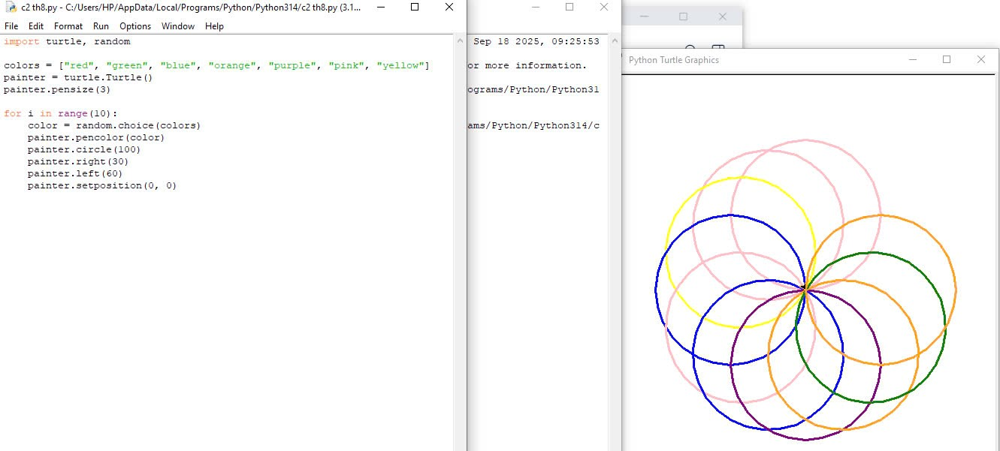 c2 th8.py - C:/Users/HP/AppData/Local/Programs/Python/Python314/c2 th8.py (3.1...
File Edit Format Run Options Window Help
import turtle, random
colors = ["red", "green", "blue", "orange", "purple", "pink", "yellow"]
painter = turtle.Turtle()
painter.pensize(3)
for i in range(10):
    color = random.choice(colors)
    painter.pencolor(color)
    painter.circle(100)
    painter.right(30)
    painter.left(60)
    painter.setposition(0, 0)
Sep 18 2025, 09:25:53
or more information.
ograms/Python/Python31
ams/Python/Python314/c
Python Turtle Graphics